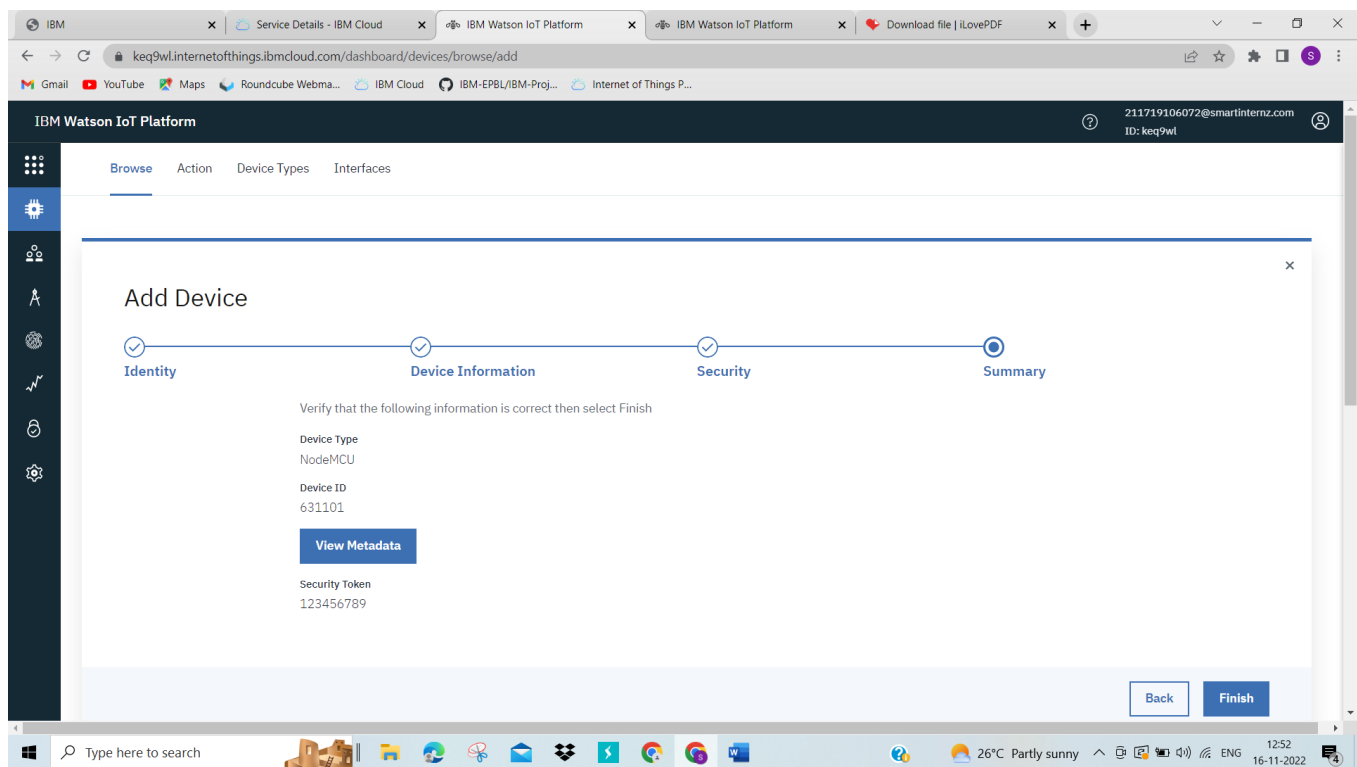 IBM
Service Details - IBM Cloud
IBM Watson IoT Platform
IBM Watson IoT Platform
Download file | iLovePDF
keq9wl.internetofthings.ibmcloud.com/dashboard/devices/browse/add
S
Gmail
YouTube
Maps
Roundcube Webma...
IBM Cloud
IBM-EPBL/IBM-Proj...
Internet of Things P...
IBM Watson IoT Platform
211719106072@smartinternz.com
ID: keq9wl
Browse
Action
Device Types
Interfaces
Add Device
Identity
Device Information
Security
Summary
Verify that the following information is correct then select Finish
Device Type
NodeMCU
Device ID
631101
View Metadata
Security Token
123456789
Back
Finish
Type here to search
26°C Partly sunny
ENG
12:52
16-11-2022
4